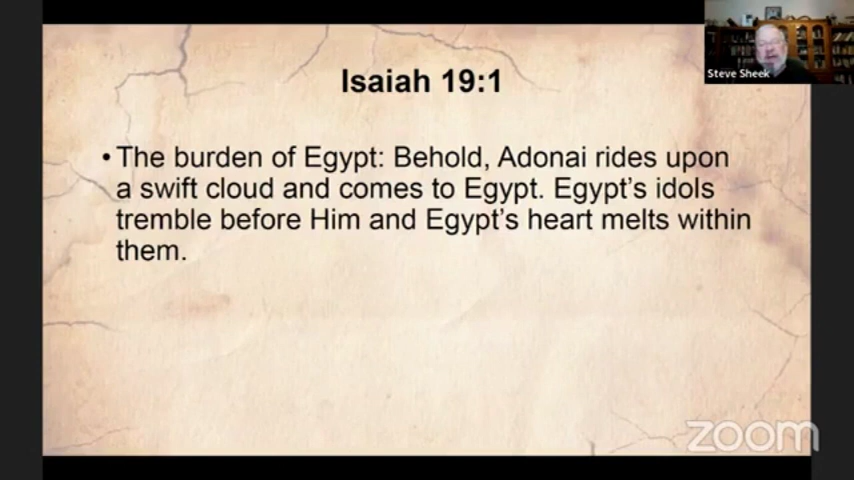 Isaiah 19:1
• The burden of Egypt: Behold, Adonai rides upon
a swift cloud and comes to Egypt. Egypt’s idols
tremble before Him and Egypt’s heart melts within
them.
Steve Sheek
zoom